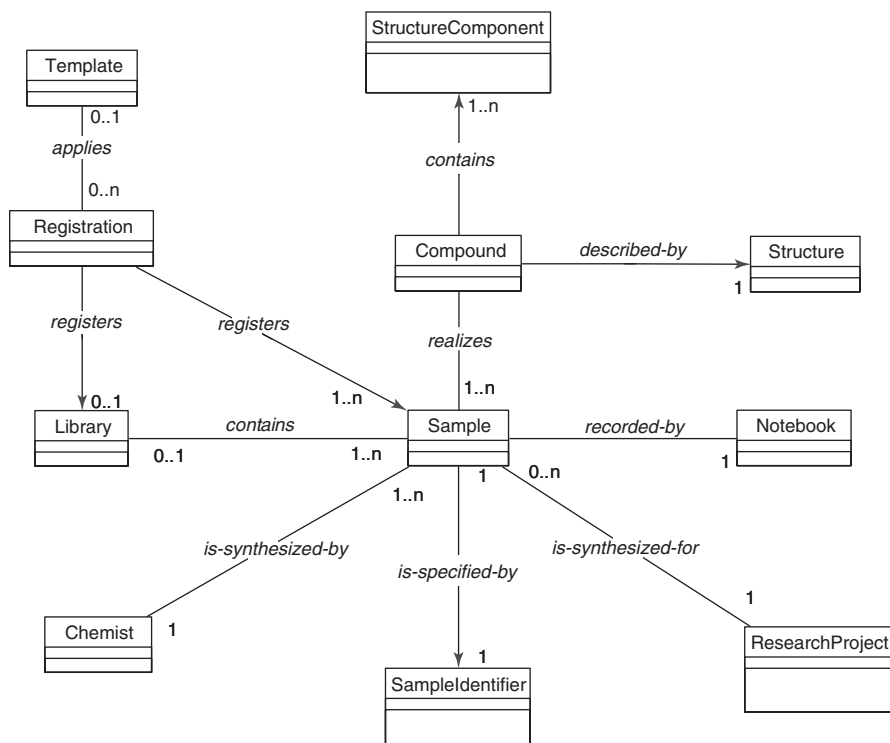 StructureComponent
Template
0..1
1..n
applies
contains
0..n
Registration
Compound
described-by
Structure
1
registers
registers
realizes
0..1
1..n
1..n
Library
contains
Sample
recorded-by
Notebook
0..1
1..n
1
0..n
1
1..n
is-synthesized-by
is-specified-by
is-synthesized-for
1
Chemist
1
1
ResearchProject
SampleIdentifier